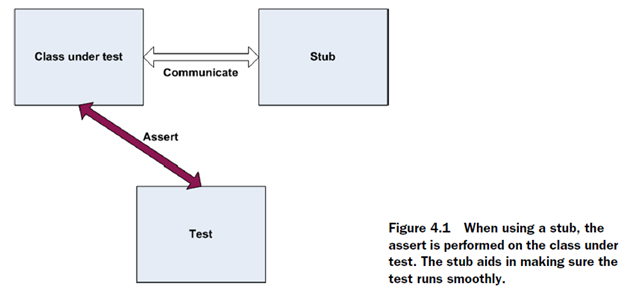 Class under test
Stub
Communicate
Assert
Test
Figure 4.1 When using a stub, the
assert is performed on the class under
test. The stub aids in making sure the
test runs smoothly.